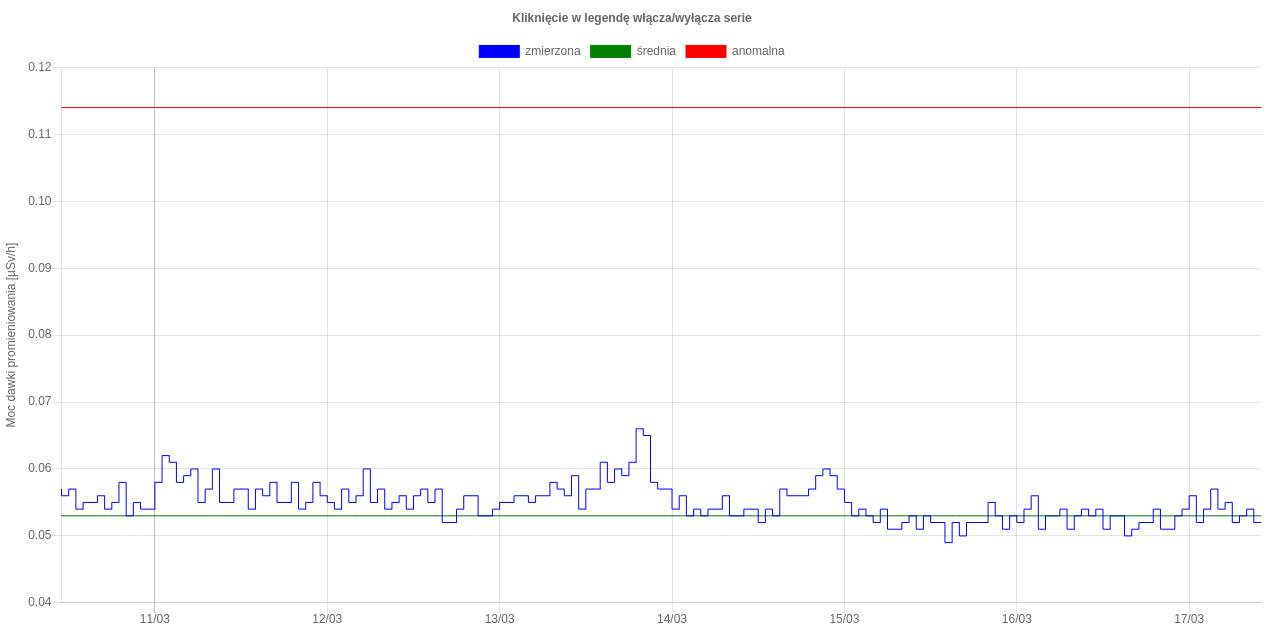 Kliknięcie w legendę włącza/wyłącza serie
zmierzona średnia anomalna
Moc dawki promieniowania [µSv/h]
0.12
0.11
0.10
0.09
0.08
0.07
0.06
0.05
0.04
11/03 12/03 13/03 14/03 15/03 16/03 17/03